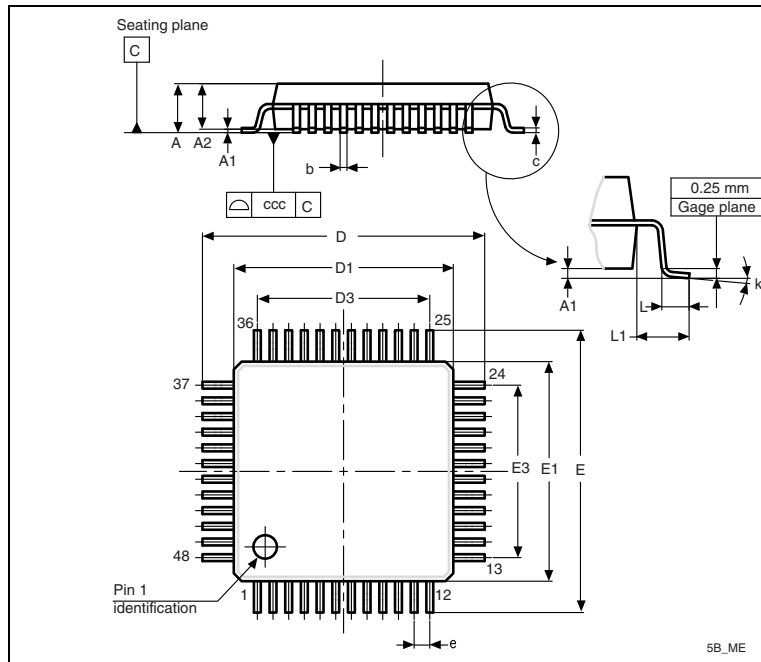 Seating plane
C
A
A2
A1
b
c
ccc C
0.25 mm
Gage plane
D
D1
D3
A1
L
k
L1
36
25
37
24
E3
E1
E
48
13
Pin 1
identification
1
12
e
5B_ME